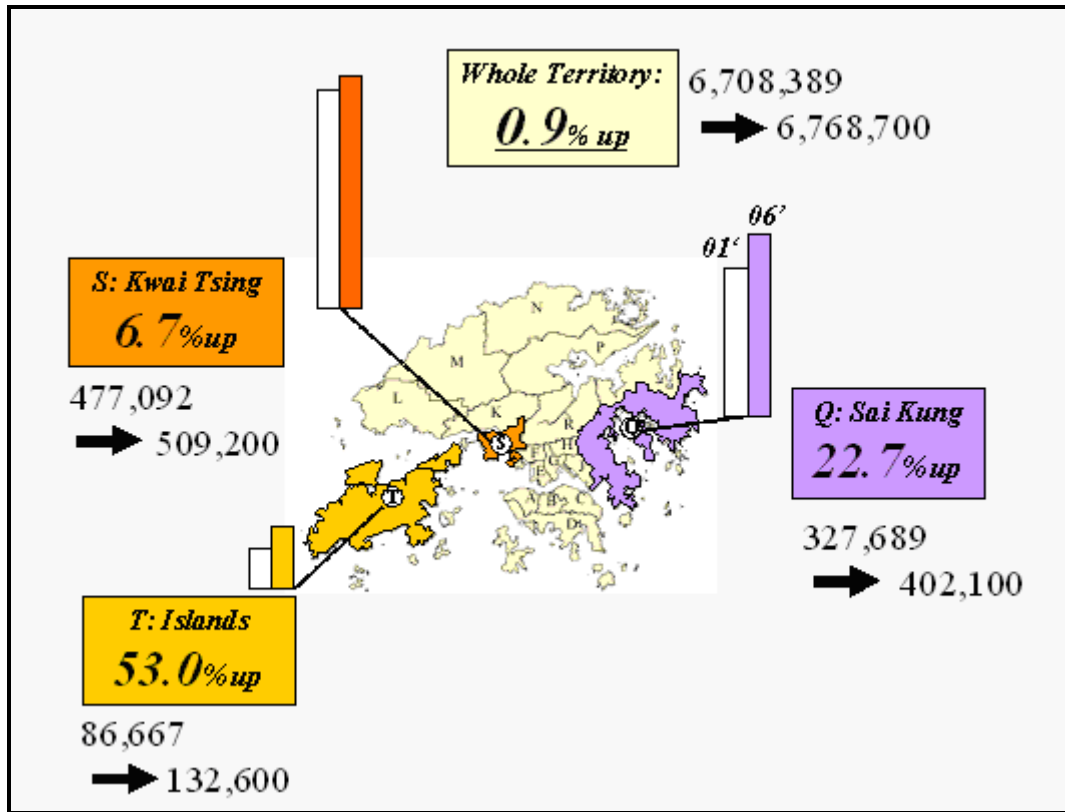 Whole Territory:
0.9% up
6,708,389
6,768,700
01‘
06’
S: Kwai Tsing
6.7%up
477,092
509,200
Q: Sai Kung
22.7%up
327,689
402,100
T: Islands
53.0%up
86,667
132,600
N
P
M
L
K
R
S
H
G
E
T
A
B
C
D